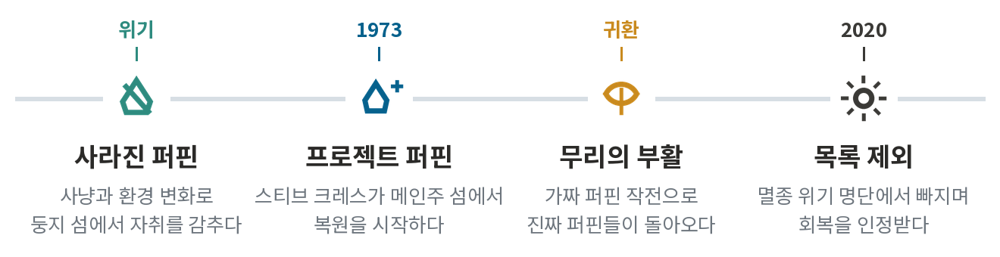 위기
사라진 퍼핀
사냥과 환경 변화로
둥지 섬에서 자취를 감추다
1973
프로젝트 퍼핀
스티브 크레스가 메인주 섬에서
복원을 시작하다
귀환
무리의 부활
가짜 퍼핀 작전으로
진짜 퍼핀들이 돌아오다
2020
목록 제외
멸종 위기 명단에서 빠지며
회복을 인정받다